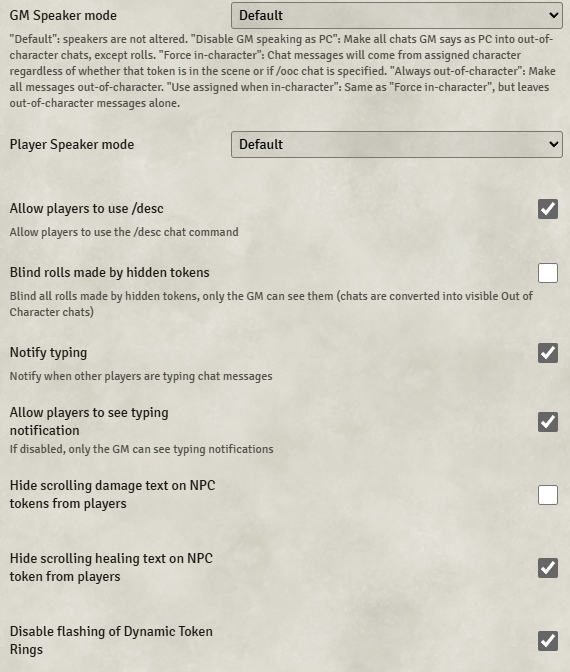 GM Speaker mode
Default
"Default": speakers are not altered. "Disable GM speaking as PC": Make all chats GM says as PC into out-of-
character chats, except rolls. "Force in-character": Chat messages will come from assigned character
regardless of whether that token is in the scene or if /ooc chat is specified. "Always out-of-character": Make
all messages out-of-character. "Use assigned when in-character": Same as "Force in-character", but leaves
out-of-character messages alone.
Player Speaker mode
Default
Allow players to use /desc
Allow players to use the /desc chat command
Blind rolls made by hidden tokens
Blind all rolls made by hidden tokens, only the GM can see them (chats are converted into visible Out of
Character chats)
Notify typing
Notify when other players are typing chat messages
Allow players to see typing
notification
If disabled, only the GM can see typing notifications
Hide scrolling damage text on NPC
tokens from players
Hide scrolling healing text on NPC
token from players
Disable flashing of Dynamic Token
Rings